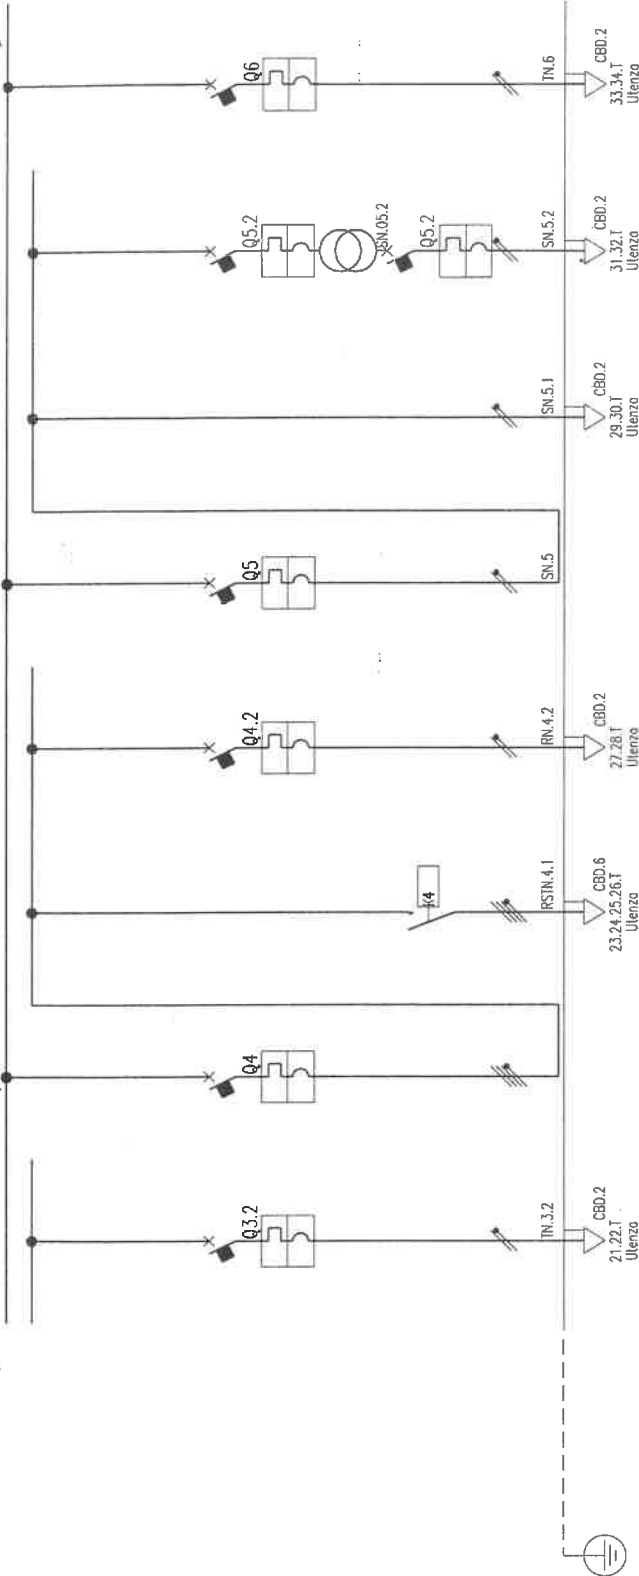 Q3.2
TN.3.2
CBD.2
21.22.T
Utenza
Q4
K4
RSTN.4.1
CBD.6
23.24.25.26.T
Utenza
Q4.2
RN.4.2
CBD.2
27.28.T
Utenza
Q5
SN.5
SN.5.1
CBD.2
29.30.T
Utenza
Q5.2
SN.05.2
Q5.2
SN.5.2
CBD.2
31.32.T
Utenza
Q6
TN.6
CBD.2
33.34.T
Utenza